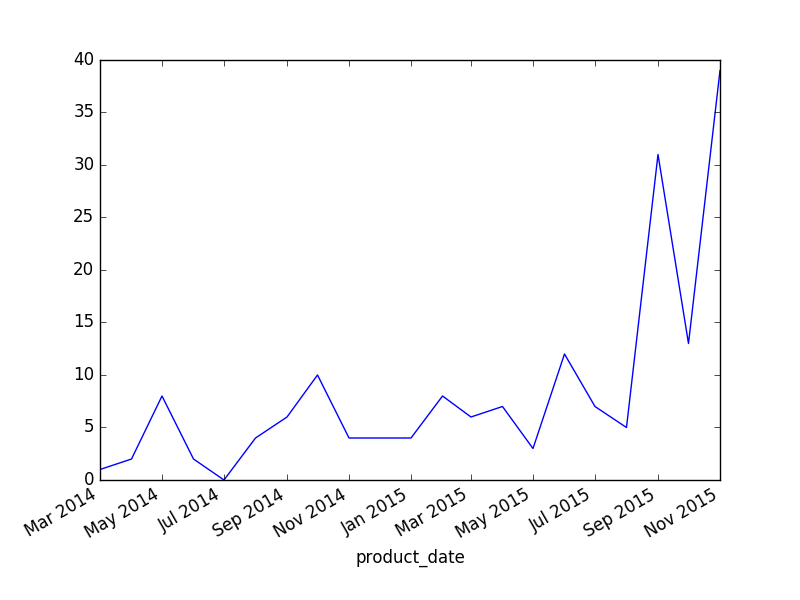 40
35
30
25
20
15
10
5
0
Mar 2014
May 2014
Jul 2014
Sep 2014
Nov 2014
Jan 2015
Mar 2015
May 2015
Jul 2015
Sep 2015
Nov 2015
product_date